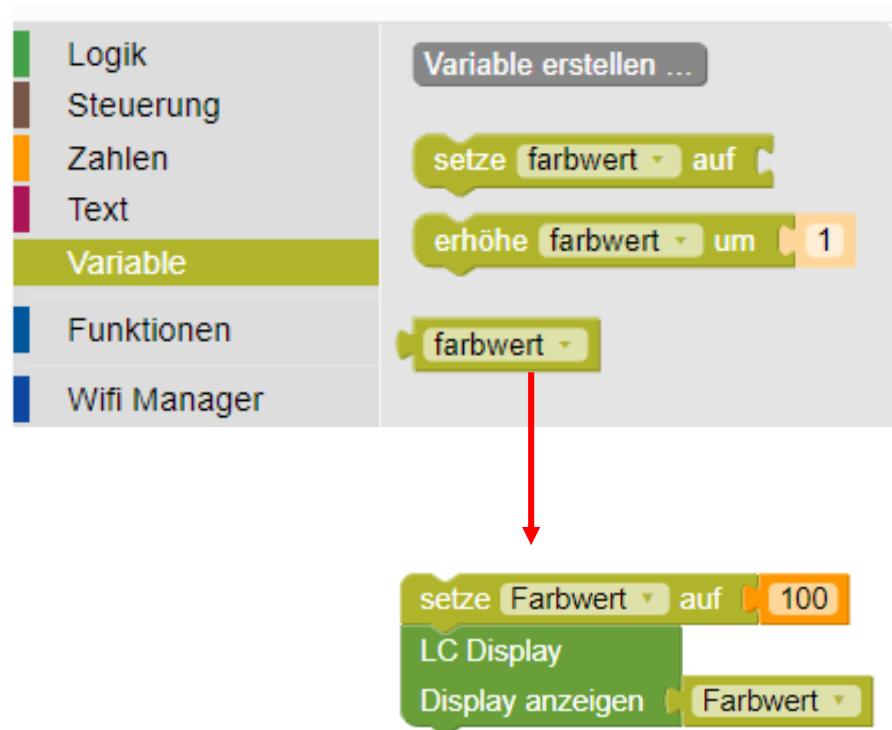 Logik
Steuerung
Zahlen
Text
Variable
Funktionen
Wifi Manager
Variable erstellen ...
setze farbwert auf
erhöhe farbwert um 1
farbwert
setze Farbwert auf 100
LC Display
Display anzeigen Farbwert